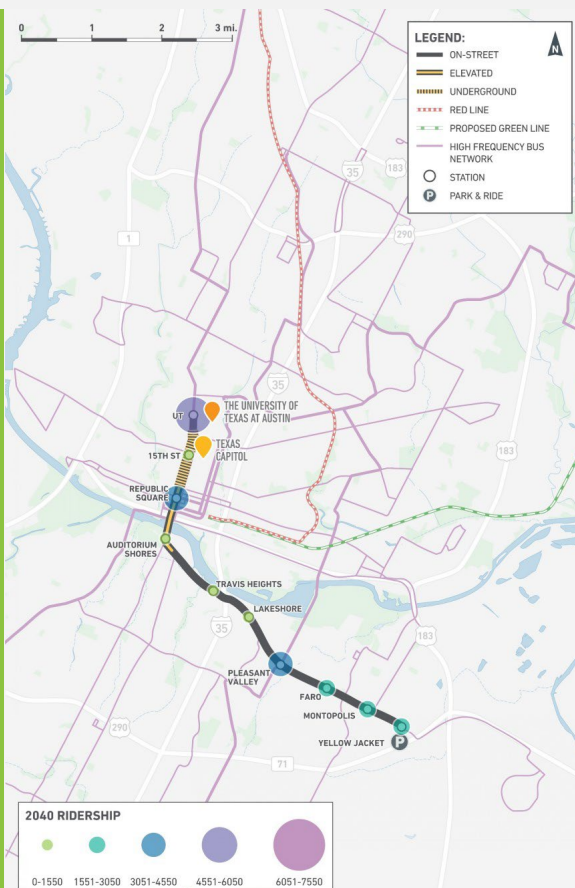 0 1 2 3 mi.
LEGEND:
N
ON-STREET
ELEVATED
UNDERGROUND
RED LINE
PROPOSED GREEN LINE
HIGH FREQUENCY BUS
NETWORK
STATION
P PARK & RIDE
183
35
290
1
35
UT
THE UNIVERSITY OF
TEXAS AT AUSTIN
15TH ST
TEXAS
CAPITOL
183
REPUBLIC
SQUARE
AUDITORIUM
SHORES
TRAVIS HEIGHTS
LAKESHORE
35
183
PLEASANT
VALLEY
FARO
MONTOPOLIS
YELLOW JACKET
P
290
71
2040 RIDERSHIP
0-1550 1551-3050 3051-4550 4551-6050 6051-7550